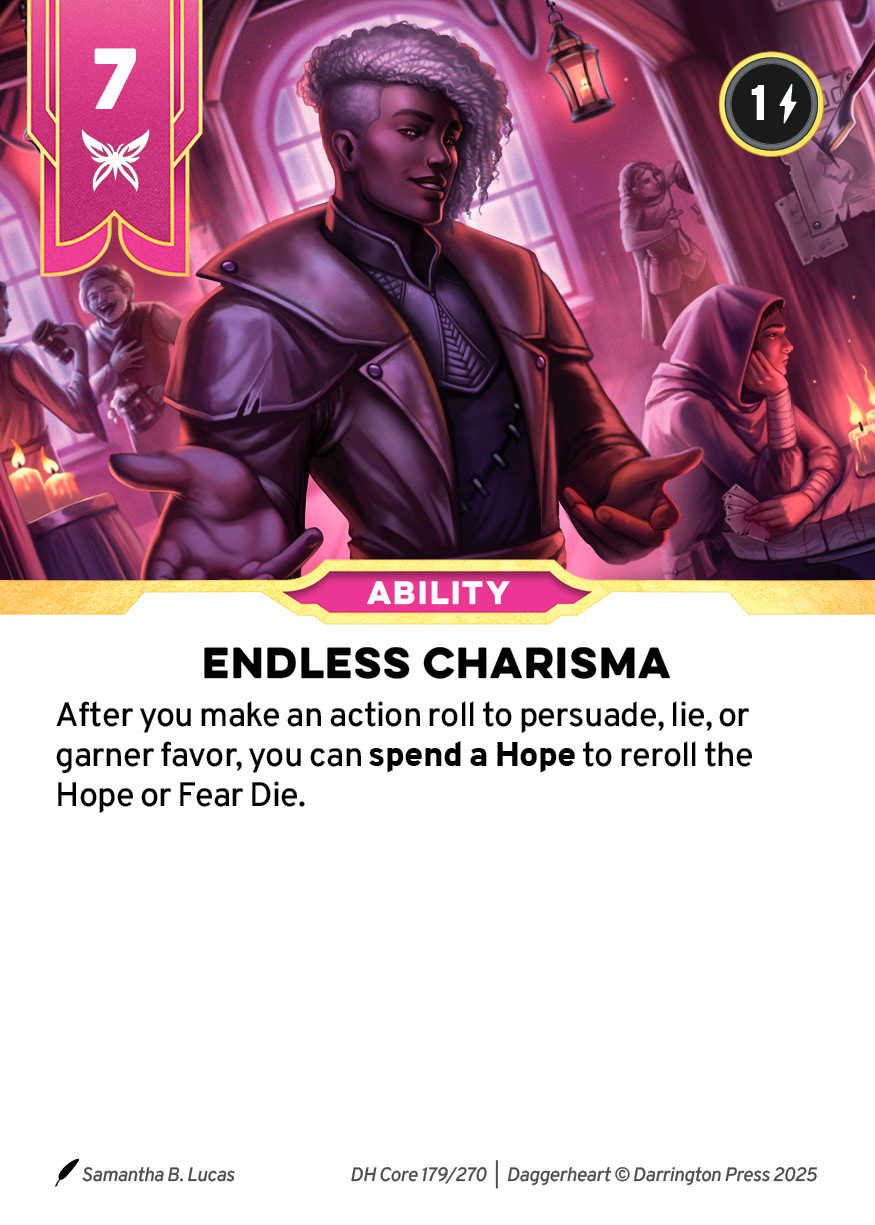 7
1
ABILITY
ENDLESS CHARISMA
After you make an action roll to persuade, lie, or
garner favor, you can spend a Hope to reroll the
Hope or Fear Die.
Samantha B. Lucas
DH Core 179/270 | Daggerheart © Darrington Press 2025